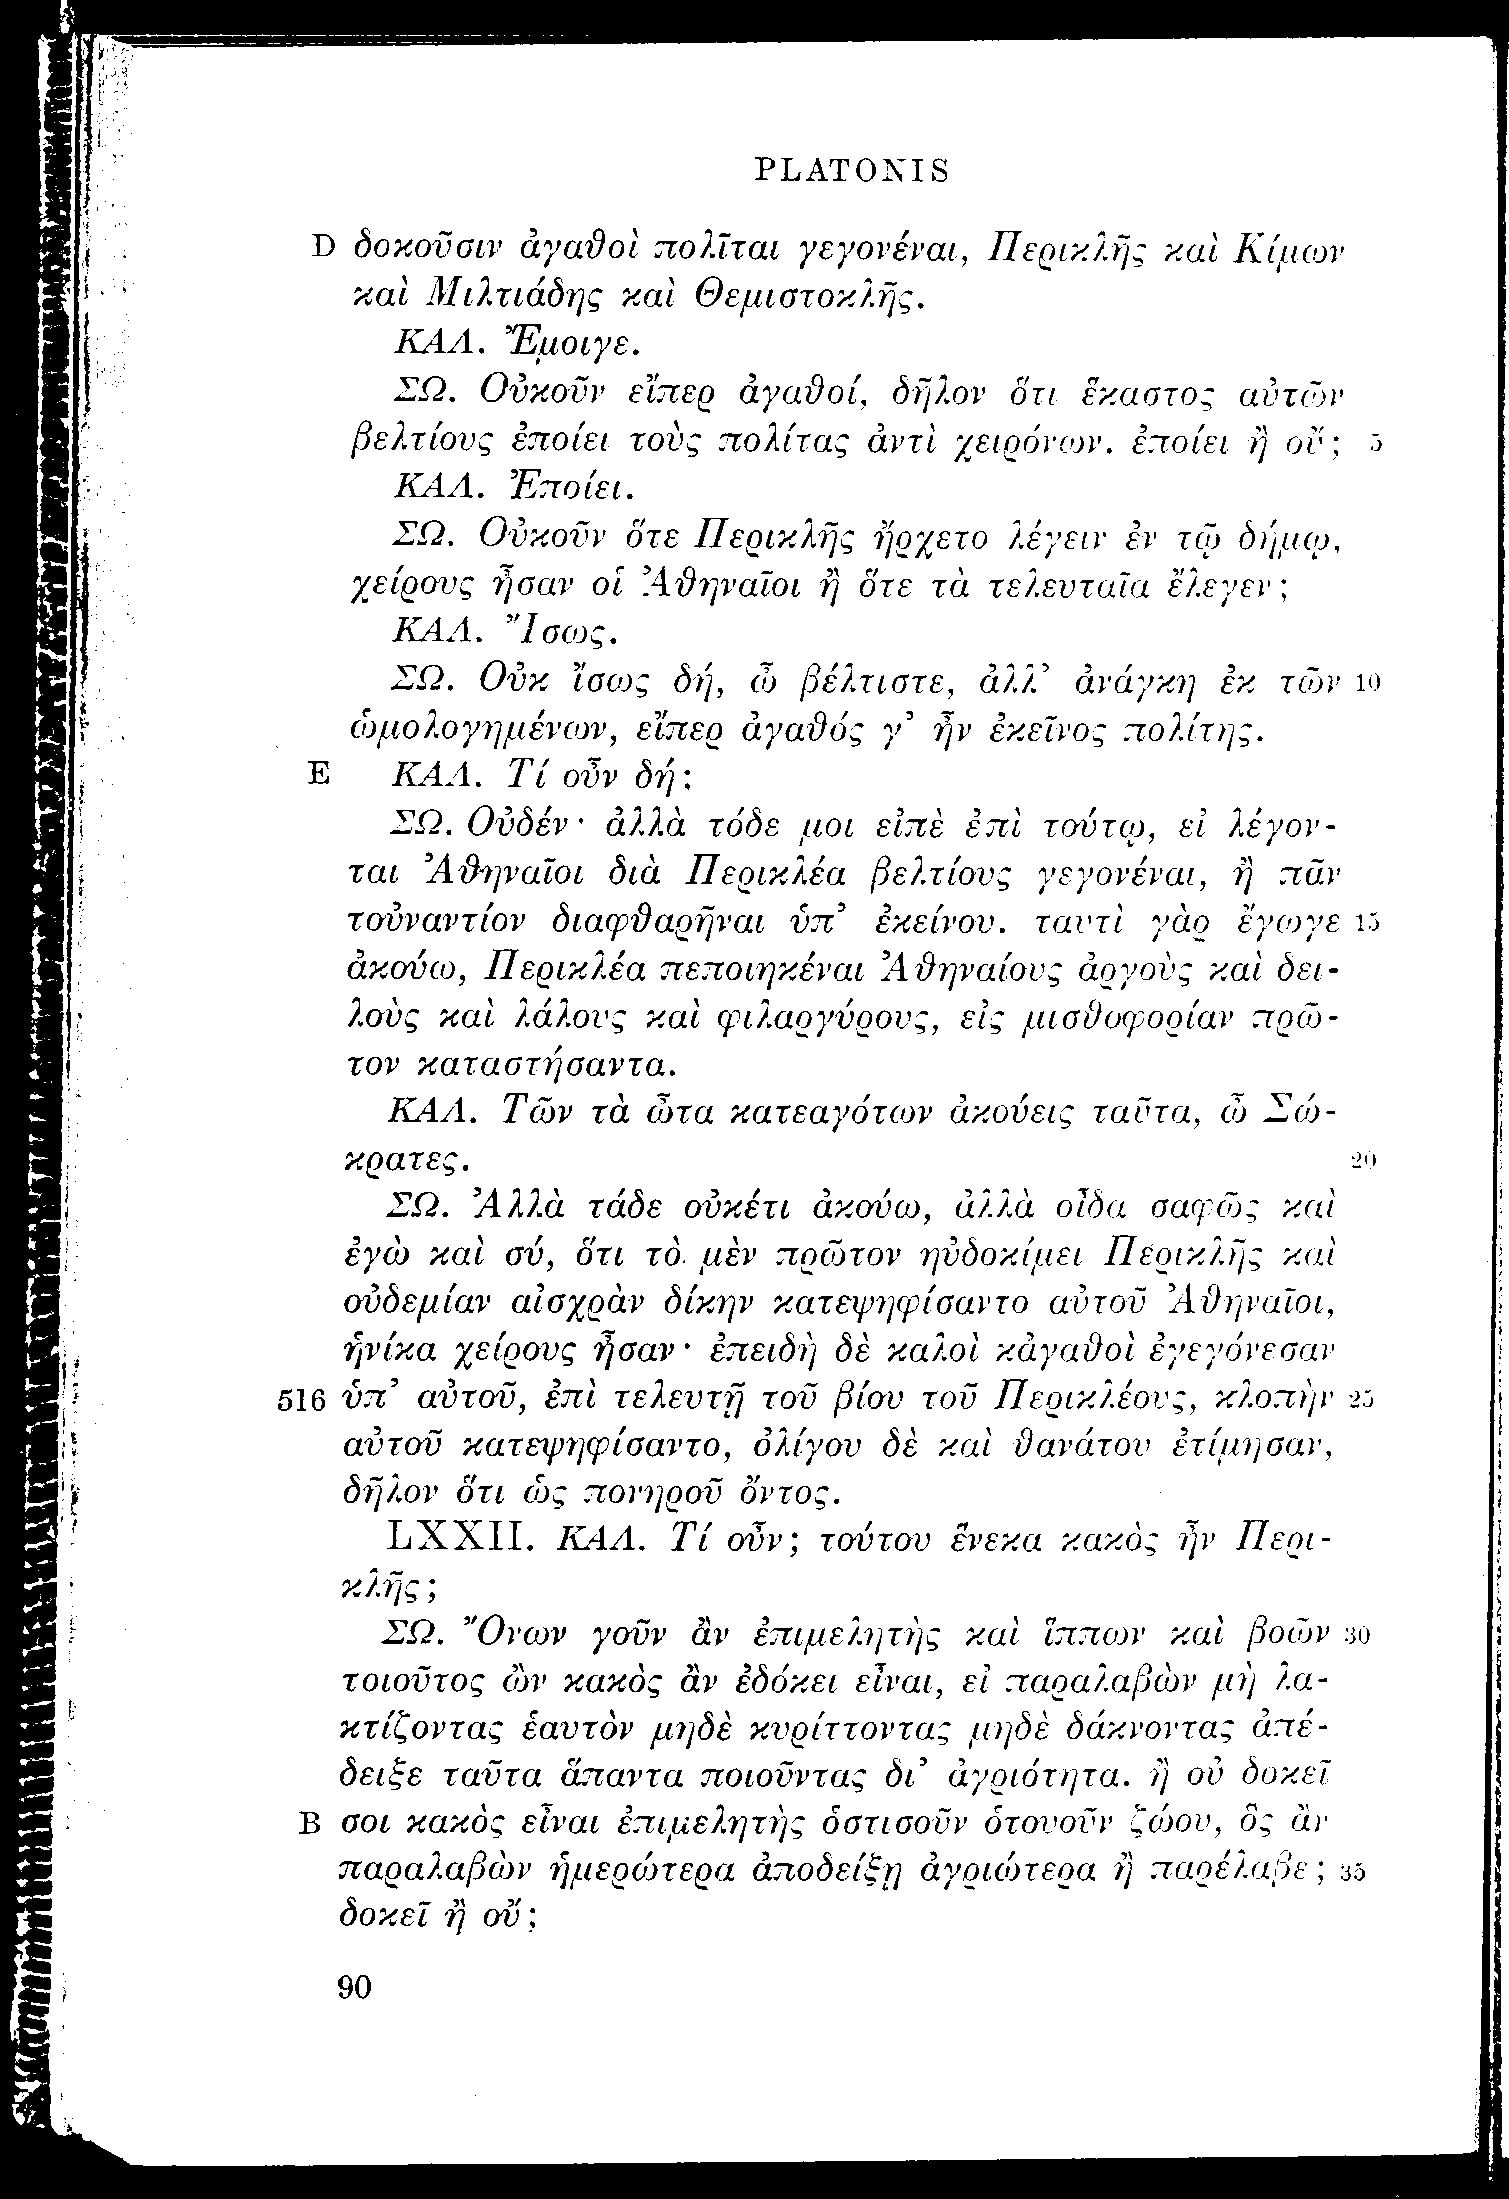 PLATONIS
D δοκοῦσιν ἀγαθοὶ πολῖται γεγονέναι, Περικλῆς καὶ Κίμων
καὶ Μιλτιάδης καὶ Θεμιστοκλῆς.
ΚΑΛ. Ἔμοιγε.
ΣΩ. Οὐκοῦν εἴπερ ἀγαθοί, δῆλον ὅτι ἕκαστος αὐτῶν
βελτίους ἐποίει τοὺς πολίτας ἀντὶ χειρόνων. ἐποίει ἢ οὔ; 5
ΚΑΛ. Ἐποίει.
ΣΩ. Οὐκοῦν ὅτε Περικλῆς ἤρχετο λέγειν ἐν τῷ δήμῳ,
χείρους ἦσαν οἱ Ἀθηναῖοι ἢ ὅτε τὰ τελευταῖα ἔλεγεν;
ΚΑΛ. Ἴσως.
ΣΩ. Οὐκ ἴσως δή, ὦ βέλτιστε, ἀλλ’ ἀνάγκη ἐκ τῶν 10
ὡμολογημένων, εἴπερ ἀγαθός γ’ ἦν ἐκεῖνος πολίτης.
E ΚΑΛ. Τί οὖν δή;
ΣΩ. Οὐδέν· ἀλλὰ τόδε μοι εἰπὲ ἐπὶ τούτῳ, εἰ λέγον-
ται Ἀθηναῖοι διὰ Περικλέα βελτίους γεγονέναι, ἢ πᾶν
τοὐναντίον διαφθαρῆναι ὑπ’ ἐκείνου. ταυτὶ γὰρ ἔγωγε 15
ἀκούω, Περικλέα πεποιηκέναι Ἀθηναίους ἀργοὺς καὶ δει-
λοὺς καὶ λάλους καὶ φιλαργύρους, εἰς μισθοφορίαν πρῶ-
τον καταστήσαντα.
ΚΑΛ. Τῶν τὰ ὦτα κατεαγότων ἀκούεις ταῦτα, ὦ Σώ-
κρατες. 20
ΣΩ. Ἀλλὰ τάδε οὐκέτι ἀκούω, ἀλλὰ οἶδα σαφῶς καὶ
ἐγὼ καὶ σύ, ὅτι τὸ μὲν πρῶτον ηὐδοκίμει Περικλῆς καὶ
οὐδεμίαν αἰσχρὰν δίκην κατεψηφίσαντο αὐτοῦ Ἀθηναῖοι,
ἡνίκα χείρους ἦσαν· ἐπειδὴ δὲ καλοὶ κἀγαθοὶ ἐγεγόνεσαν
516 ὑπ’ αὐτοῦ, ἐπὶ τελευτῇ τοῦ βίου τοῦ Περικλέους, κλοπὴν 25
αὐτοῦ κατεψηφίσαντο, ὀλίγου δὲ καὶ θανάτου ἐτίμησαν,
δῆλον ὅτι ὡς πονηροῦ ὄντος.
LXXII. ΚΑΛ. Τί οὖν; τούτου ἕνεκα κακὸς ἦν Περι-
κλῆς;
ΣΩ. Ὄνων γοῦν ἂν ἐπιμελητὴς καὶ ἵππων καὶ βοῶν 30
τοιοῦτος ὢν κακὸς ἂν ἐδόκει εἶναι, εἰ παραλαβὼν μὴ λα-
κτίζοντας ἑαυτὸν μηδὲ κυρίττοντας μηδὲ δάκνοντας ἀπέ-
δειξε ταῦτα ἅπαντα ποιοῦντας δι’ ἀγριότητα. ἢ οὐ δοκεῖ
B σοι κακὸς εἶναι ἐπιμελητὴς ὁστισοῦν ὁτουοῦν ζώου, ὃς ἂν
παραλαβὼν ἡμερώτερα ἀποδείξῃ ἀγριώτερα ἢ παρέλαβε; 35
δοκεῖ ἢ οὔ;
90